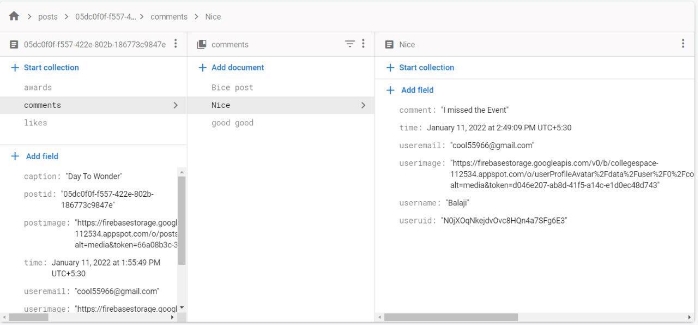 posts
05dc0f0f-f557-4...
comments
Nice
05dc0f0f-f557-422e-802b-186773c9847e
Start collection
awards
comments
likes
Add field
caption: "Day To Wonder"
postid: "05dc0f0f-f557-422e-802b-
186773c9847e"
postimage: "https://firebasestorage.googl
112534.appspot.com/o/posts
alt=media&token=66a08b3c-3
time: January 11, 2022 at 1:55:49 PM
UTC+5:30
useremail: "cool55966@gmail.com"
userimage: "https://firebasestorage.googl
comments
Add document
Bice post
Nice
good good
Nice
Start collection
Add field
comment: "I missed the Event"
time: January 11, 2022 at 2:49:09 PM UTC+5:30
useremail: "cool55966@gmail.com"
userimage: "https://firebasestorage.googleapis.com/v0/b/collegespace-
112534.appspot.com/o/userProfileAvatar%2Fdata%2Fuser%2F0%2Fco
alt=media&token=d046e207-ab8d-41f5-a14c-e1d0ec48d743"
username: "Balaji"
useruid: "N0jXOqNkejdvOvc8HQn4a7SFg6E3"